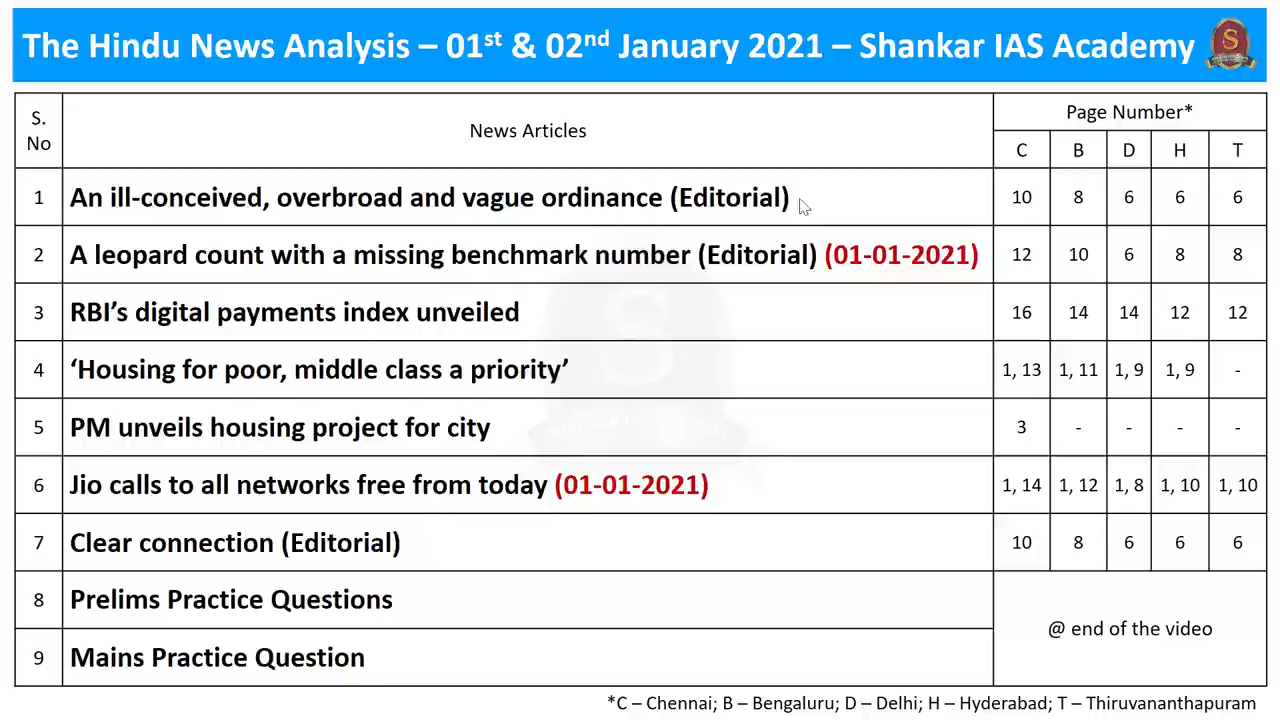 The Hindu News Analysis – 01st & 02nd January 2021 – Shankar IAS Academy
S. No News Articles Page Number*
C B D H T
1 An ill-conceived, overbroad and vague ordinance (Editorial) 10 8 6 6 6
2 A leopard count with a missing benchmark number (Editorial) (01-01-2021) 12 10 6 8 8
3 RBI’s digital payments index unveiled 16 14 14 12 12
4 ‘Housing for poor, middle class a priority’ 1, 13 1, 11 1, 9 1, 9 -
5 PM unveils housing project for city 3 - - - -
6 Jio calls to all networks free from today (01-01-2021) 1, 14 1, 12 1, 8 1, 10 1, 10
7 Clear connection (Editorial) 10 8 6 6 6
8 Prelims Practice Questions
@ end of the video
9 Mains Practice Question
*C – Chennai; B – Bengaluru; D – Delhi; H – Hyderabad; T – Thiruvananthapuram